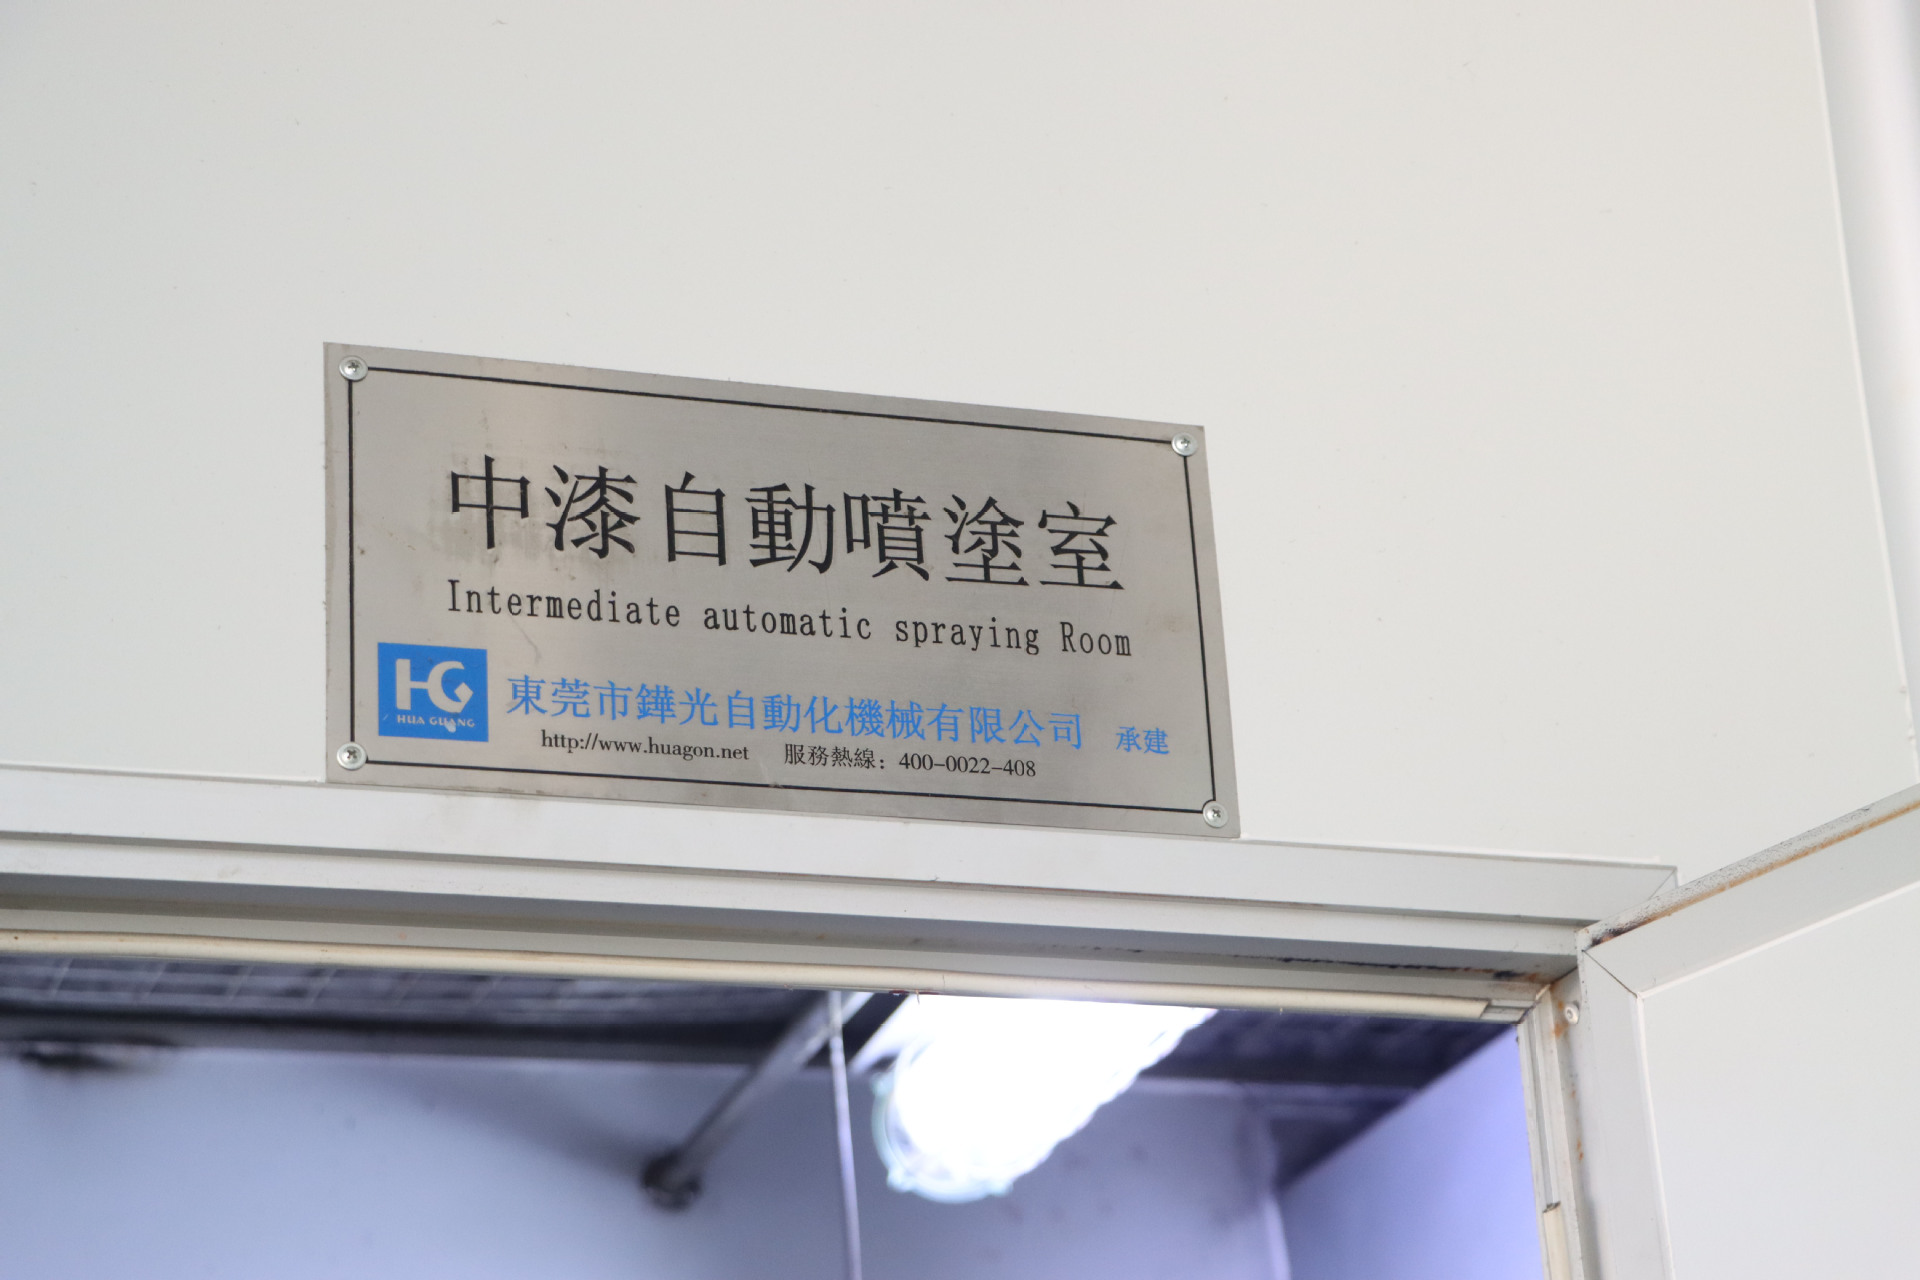 中漆自動噴塗室
Intermediate automatic spraying Room
HG
HUA GUANG
東莞市鏵光自動化機械有限公司 承建
http://www.huagon.net 服務熱線：400-0022-408